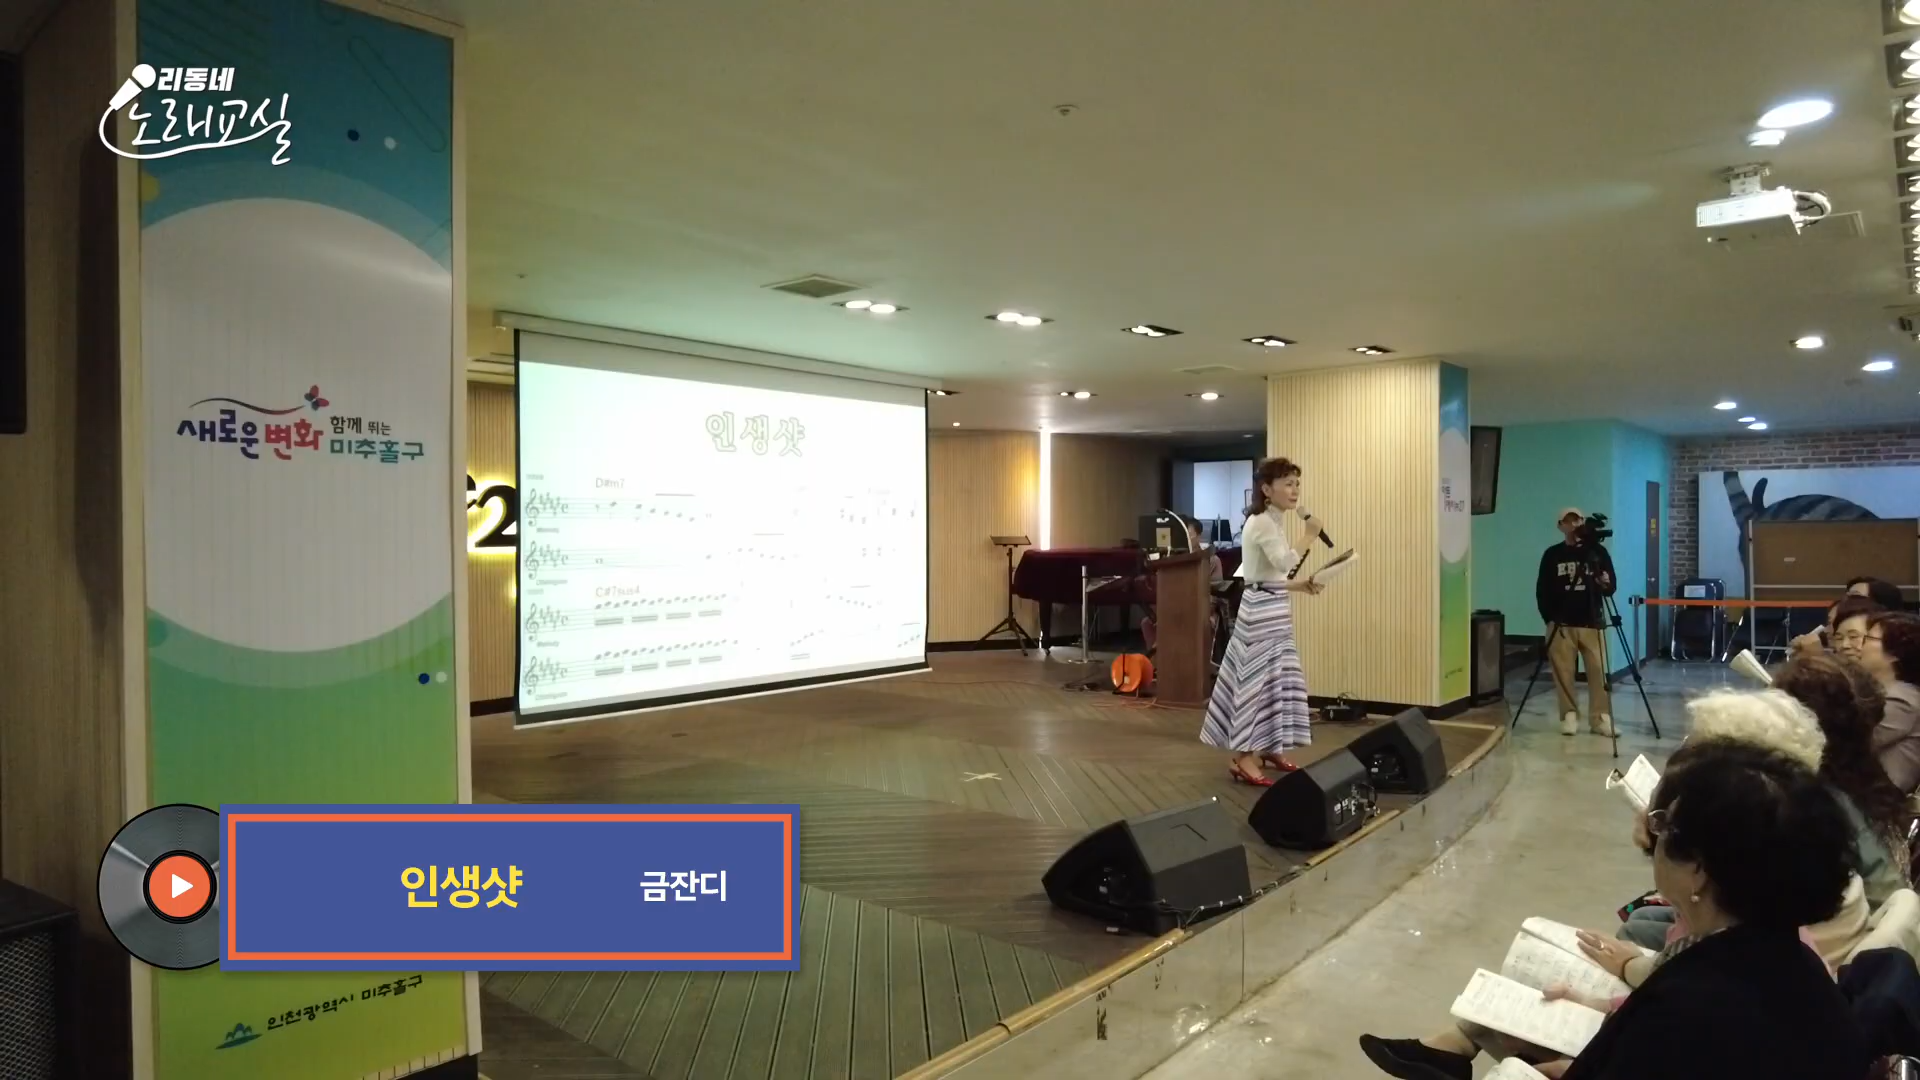 리동네
노래교실
새로운 변화 함께 뛰는
미추홀구
인생샷
D#m7
C#7sus4
인생샷 금잔디
인천광역시 미추홀구